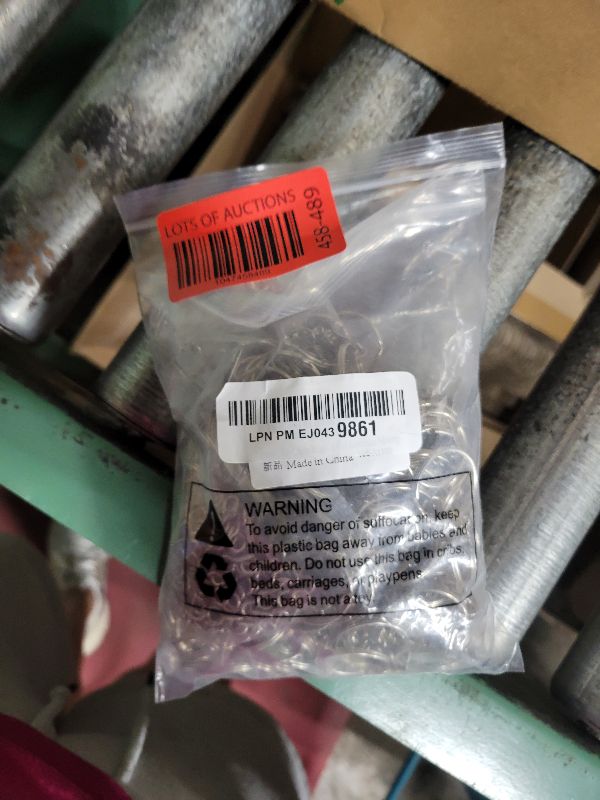 LOTS OF AUCTIONS
458-489
1042458489
LPN PM EJ043 9861
新品 Made in China
WARNING
To avoid danger of suffocation, keep
this plastic bag away from babies and
children. Do not use this bag in cribs,
beds, carriages, or playpens.
This bag is not a toy.